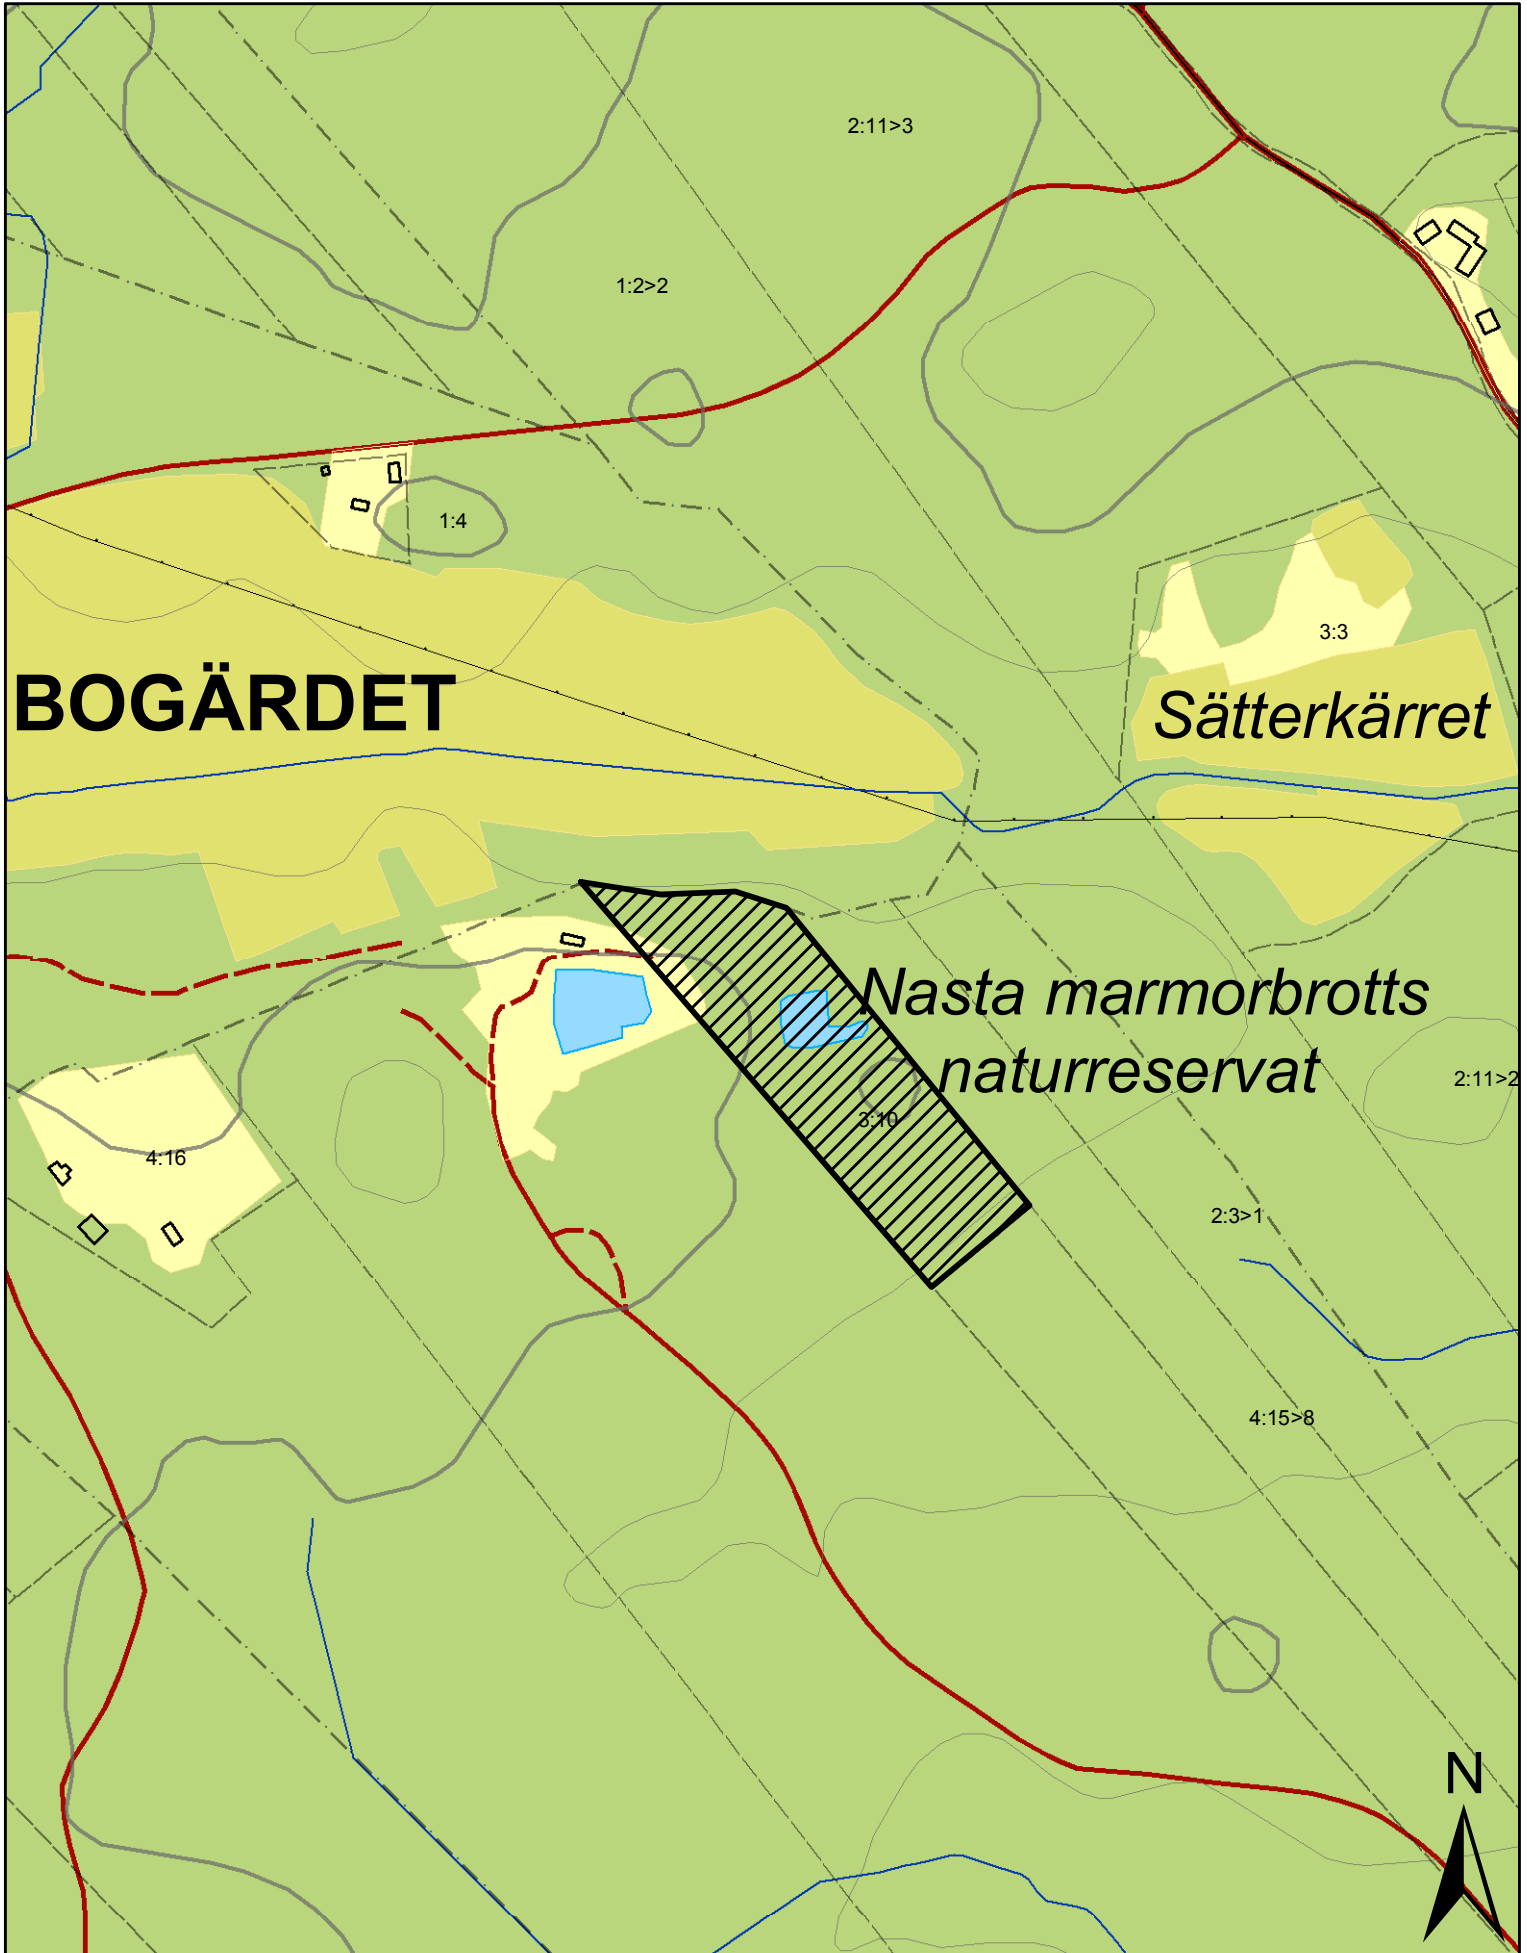 2:11>3
1:2>2
1:4
3:3
BOGÄRDET
Sätterkärret
Nasta marmorbrotts
naturreservat
2:11>2
3:10
4:16
2:3>1
4:15>8
N